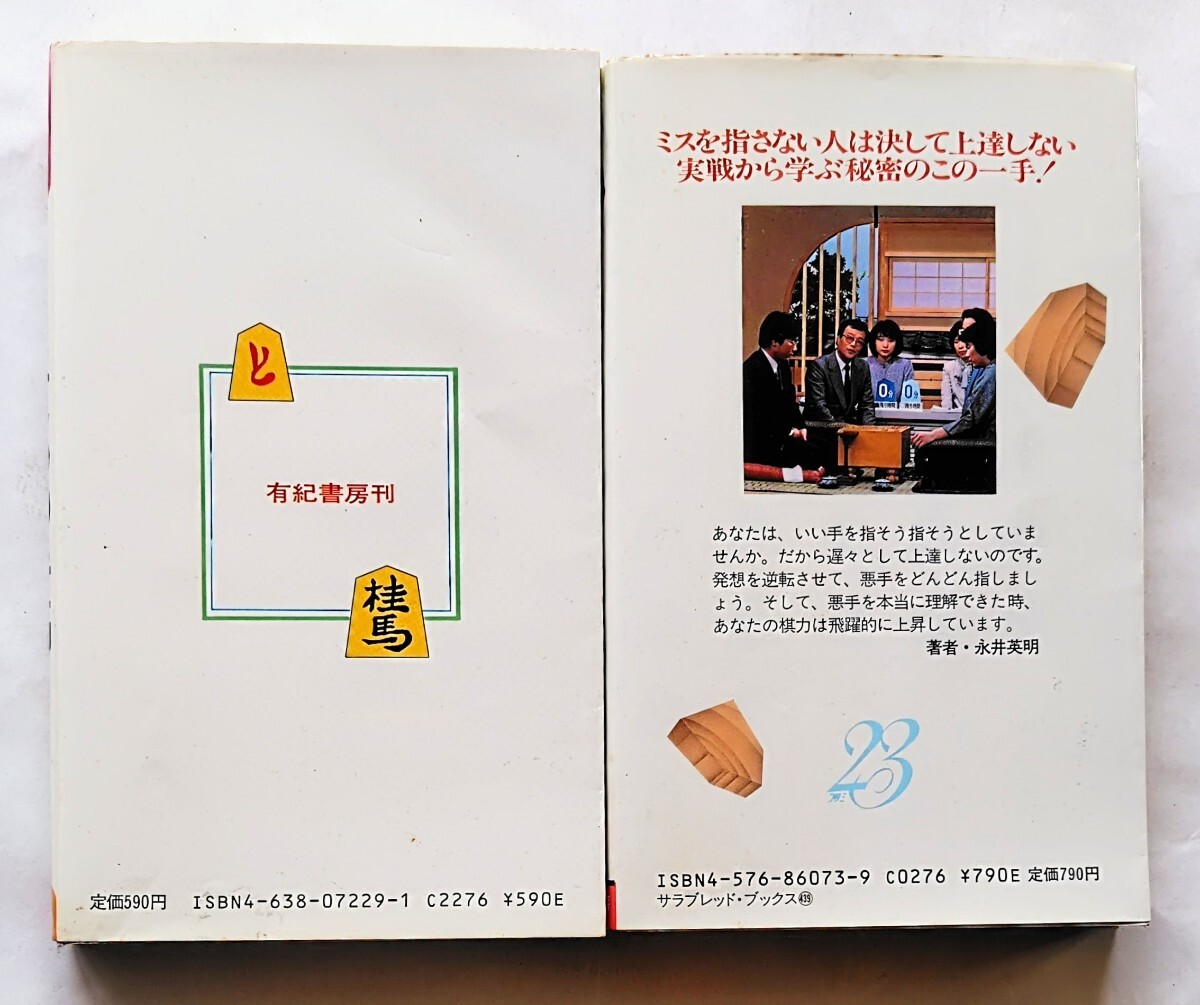 と
有紀書房刊
桂馬
定価590円 ISBN4-638-07229-1 C2276 ¥590E
ミスを指さない人は決して上達しない
実戦から学ぶ秘密のこの一手!
0分 0分
あなたは、いい手を指そう指そうとしていま
せんか。だから遅々として上達しないのです。
発想を逆転させて、悪手をどんどん指しまし
ょう。そして、悪手を本当に理解できた時、
あなたの棋力は飛躍的に上昇しています。
著者・永井英明
23
ISBN4-576-86073-9 C0276 ¥790E 定価790円
サラブレッド・ブックス㊴